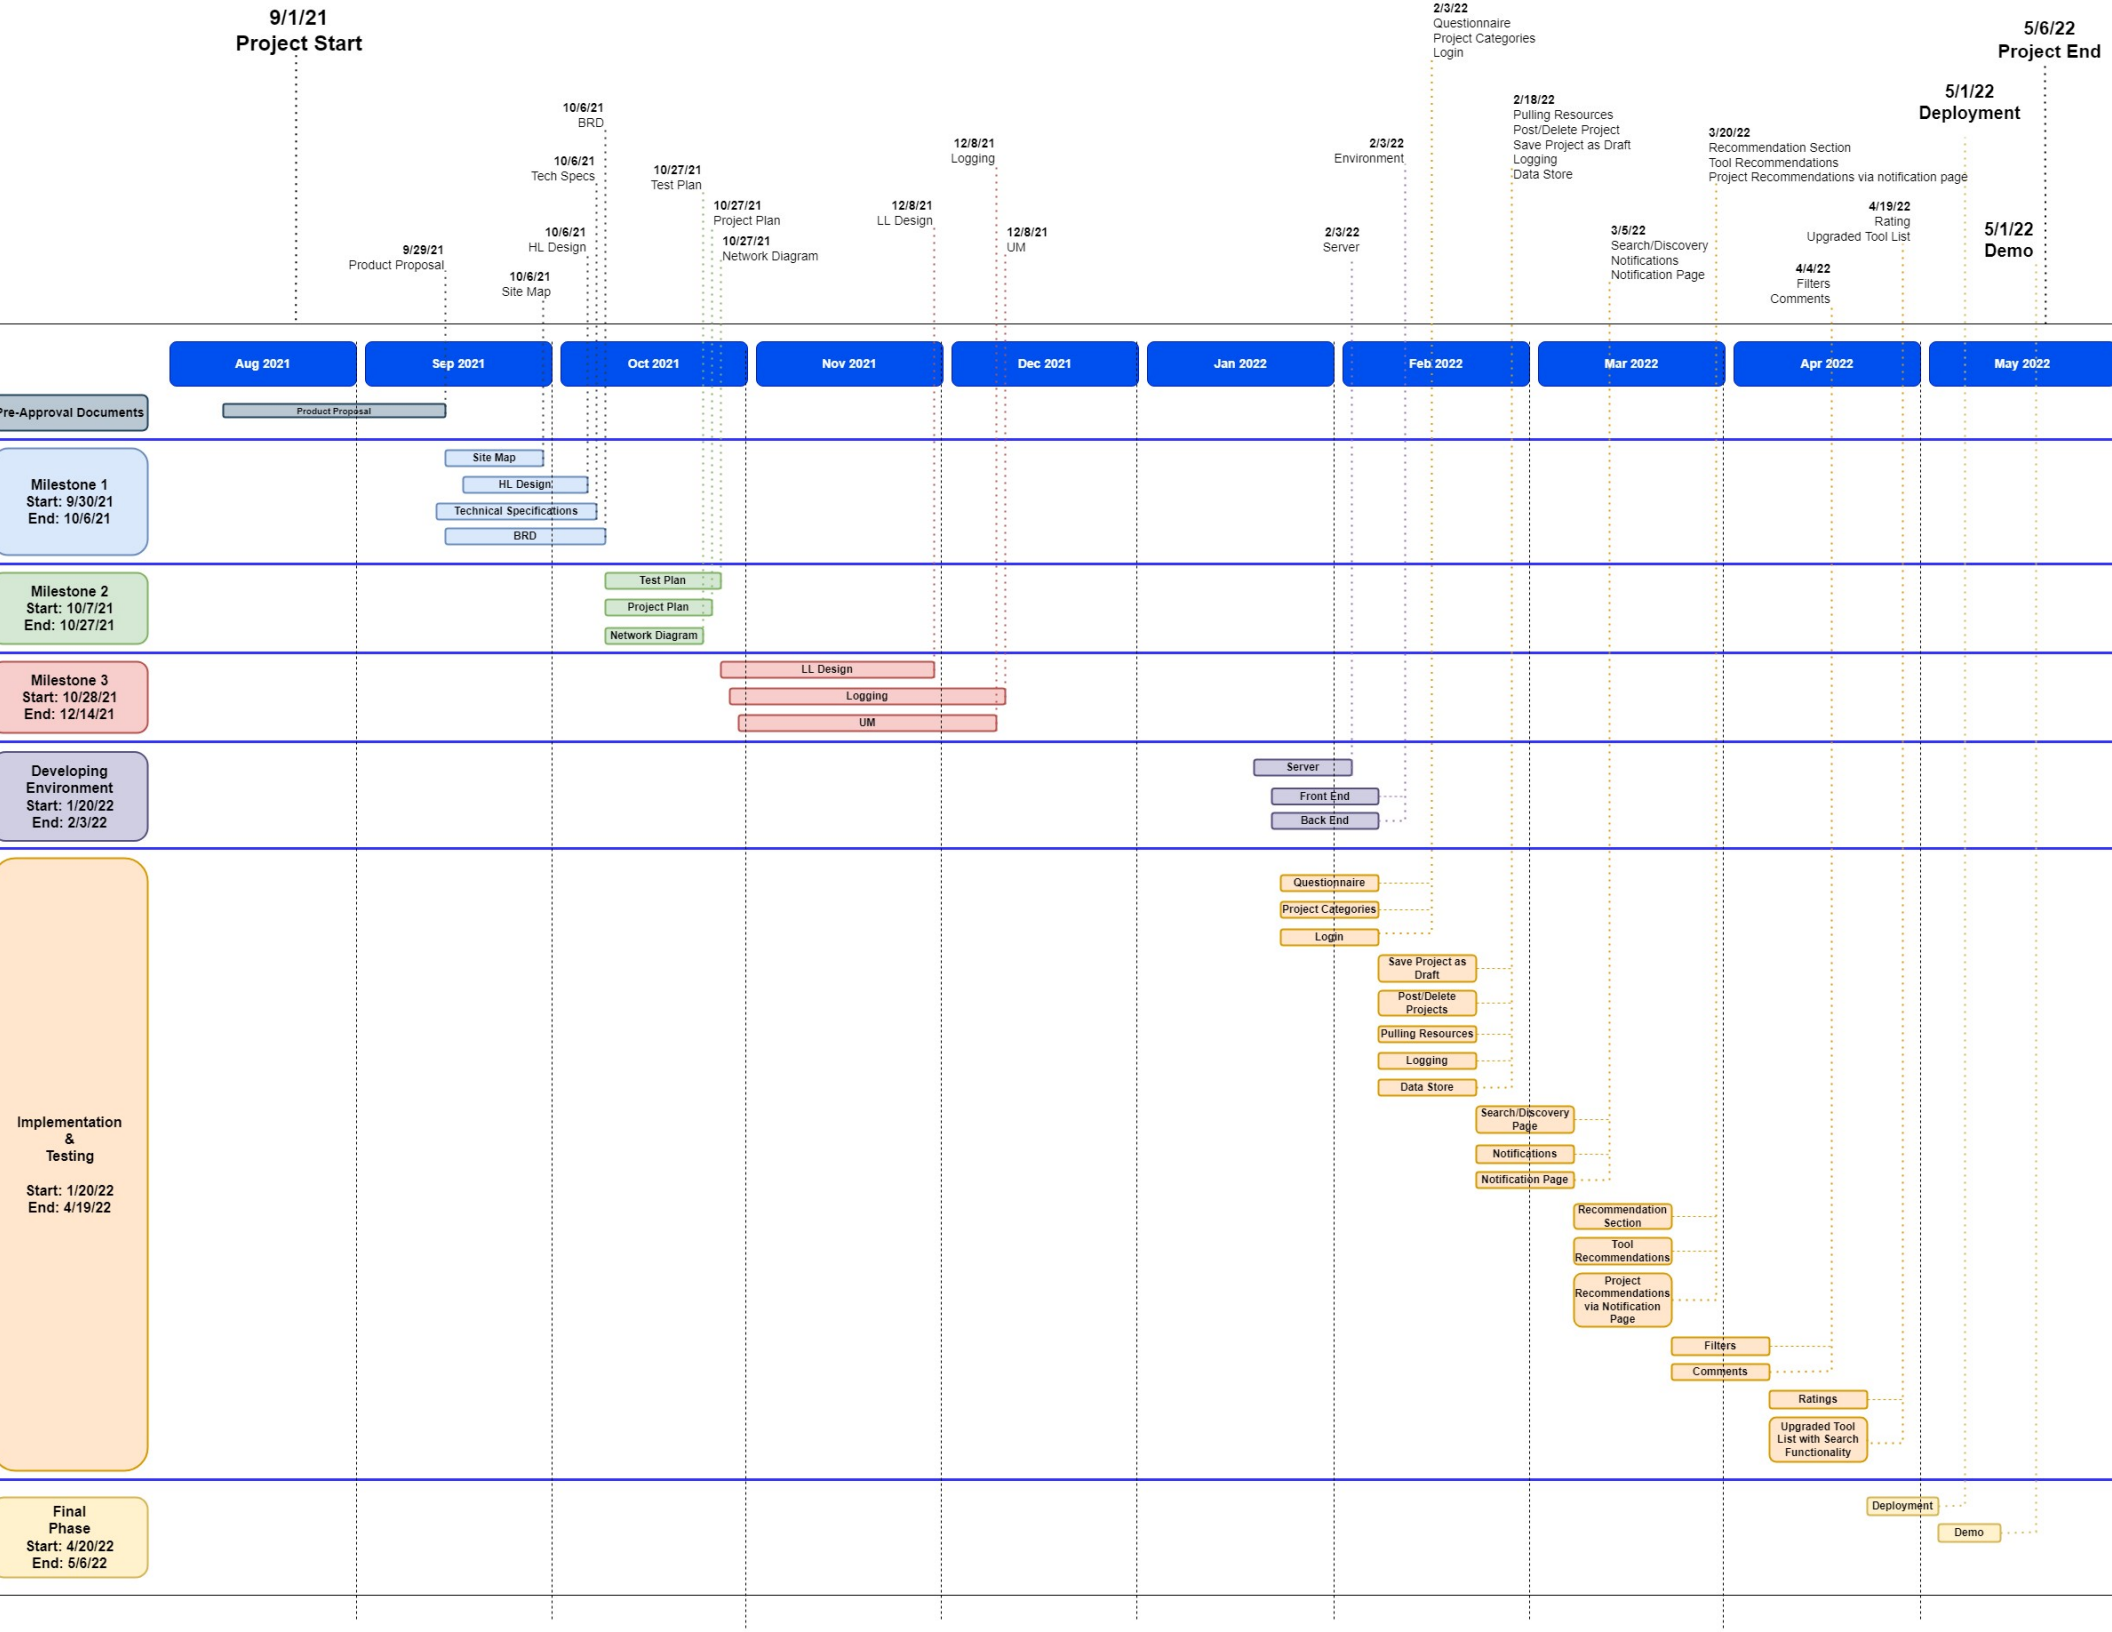 9/1/21
Project Start
2/3/22
Questionnaire
Project Categories
Login
5/6/22
Project End
5/1/22
Deployment
10/6/21
BRD
2/18/22
Pulling Resources
Post/Delete Project
Save Project as Draft
Logging
Data Store
3/20/22
Recommendation Section
Tool Recommendations
Project Recommendations via notification page
12/8/21
Logging
2/3/22
Environment
10/6/21
Tech Specs
10/27/21
Test Plan
10/27/21
Project Plan
12/8/21
LL Design
4/19/22
Rating
Upgraded Tool List
10/6/21
HL Design
10/27/21
Network Diagram
12/8/21
UM
2/3/22
Server
3/5/22
Search/Discovery
Notifications
Notification Page
5/1/22
Demo
9/29/21
Product Proposal
10/6/21
Site Map
4/4/22
Filters
Comments
Aug 2021
Sep 2021
Oct 2021
Nov 2021
Dec 2021
Jan 2022
Feb 2022
Mar 2022
Apr 2022
May 2022
Pre-Approval Documents
Product Proposal
Milestone 1
Start: 9/30/21
End: 10/6/21
Site Map
HL Design
Technical Specifications
BRD
Milestone 2
Start: 10/7/21
End: 10/27/21
Test Plan
Project Plan
Network Diagram
Milestone 3
Start: 10/28/21
End: 12/14/21
LL Design
Logging
UM
Developing
Environment
Start: 1/20/22
End: 2/3/22
Server
Front End
Back End
Implementation
&
Testing
Start: 1/20/22
End: 4/19/22
Questionnaire
Project Categories
Login
Save Project as
Draft
Post/Delete
Projects
Pulling Resources
Logging
Data Store
Search/Discovery
Page
Notifications
Notification Page
Recommendation
Section
Tool
Recommendations
Project
Recommendations
via Notification
Page
Filters
Comments
Ratings
Upgraded Tool
List with Search
Functionality
Final
Phase
Start: 4/20/22
End: 5/6/22
Deployment
Demo